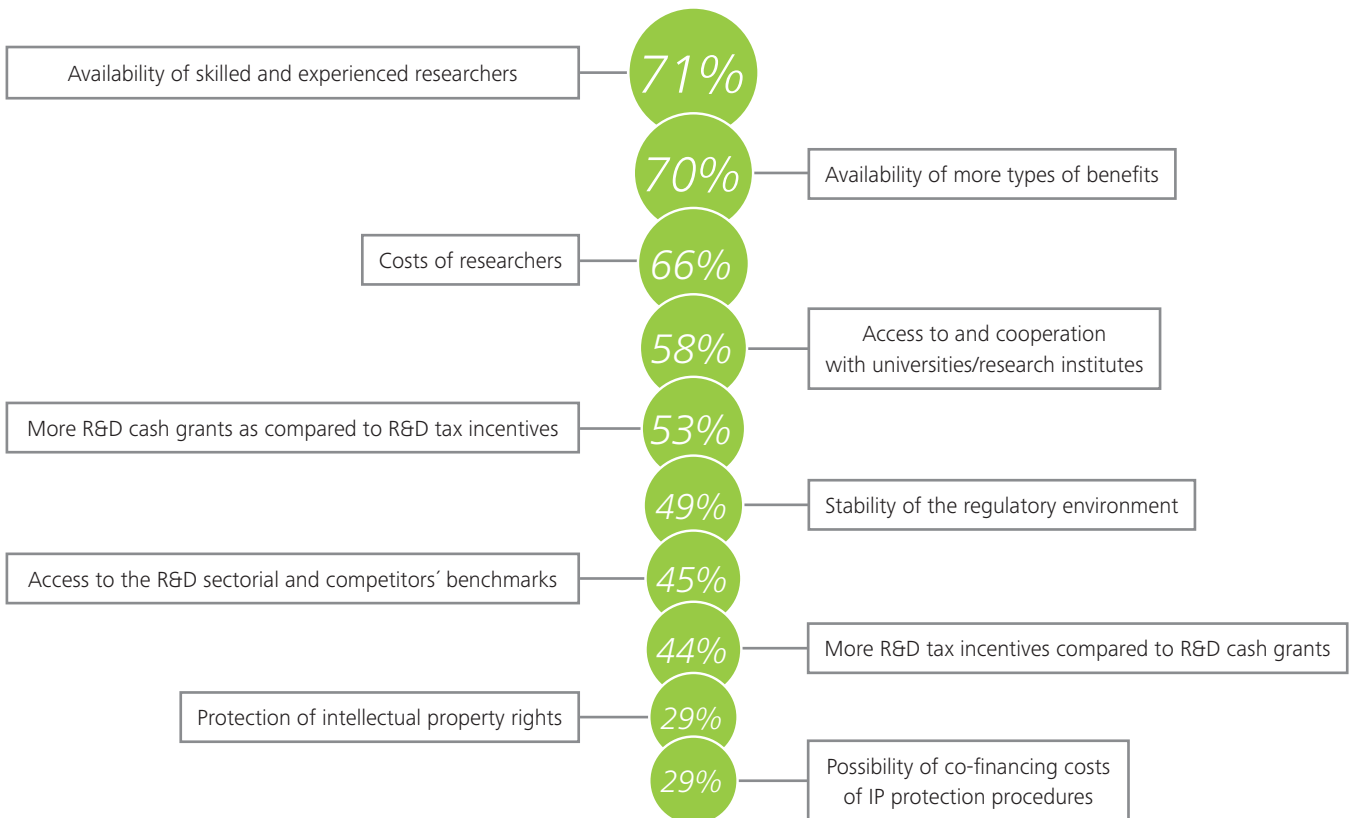 71%
Availability of skilled and experienced researchers
70%
Availability of more types of benefits
Costs of researchers
66%
58%
Access to and cooperation
with universities/research institutes
More R&D cash grants as compared to R&D tax incentives
53%
49%
Stability of the regulatory environment
Access to the R&D sectorial and competitors´ benchmarks
45%
44%
More R&D tax incentives compared to R&D cash grants
Protection of intellectual property rights
29%
29%
Possibility of co-financing costs
of IP protection procedures